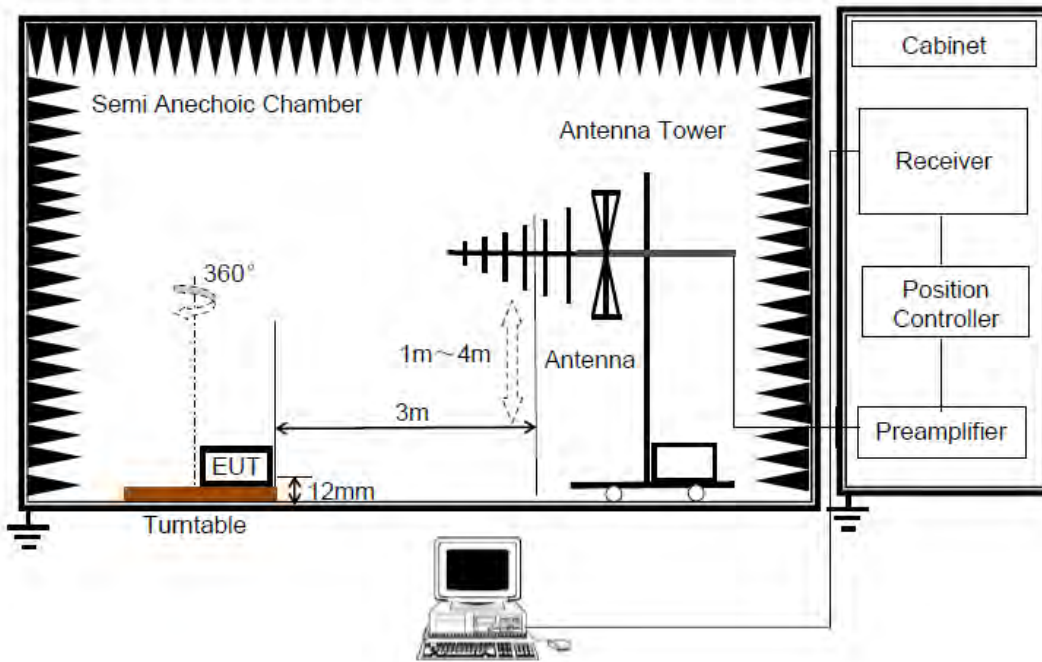 Cabinet
Semi Anechoic Chamber
Antenna Tower
Receiver
360°
Position
Controller
1m～4m
Antenna
3m
Preamplifier
EUT
12mm
Turntable